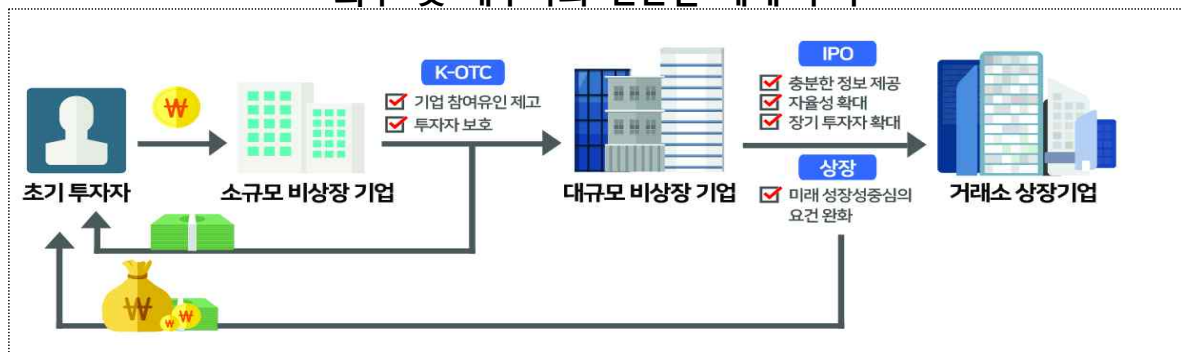 K-OTC
기업 참여유인 제고
투자자 보호
IPO
충분한 정보 제공
자율성 확대
장기 투자자 확대
상장
미래 성장성중심의
요건 완화
초기 투자자
소규모 비상장 기업
대규모 비상장 기업
거래소 상장기업